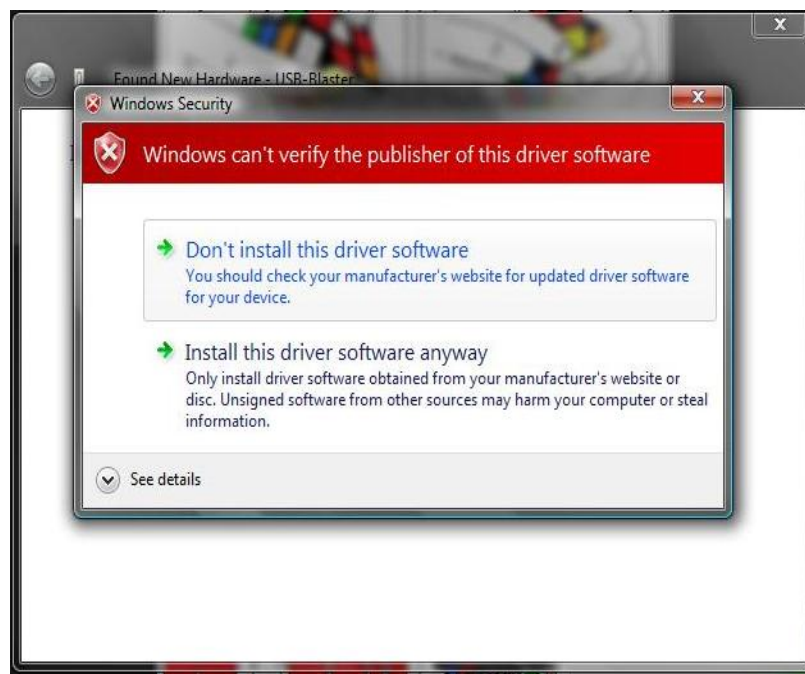 Found New Hardware - USB-Blaster
Windows Security
Windows can't verify the publisher of this driver software
Don't install this driver software
You should check your manufacturer's website for updated driver software
for your device.
Install this driver software anyway
Only install driver software obtained from your manufacturer's website or
disc. Unsigned software from other sources may harm your computer or steal
information.
See details